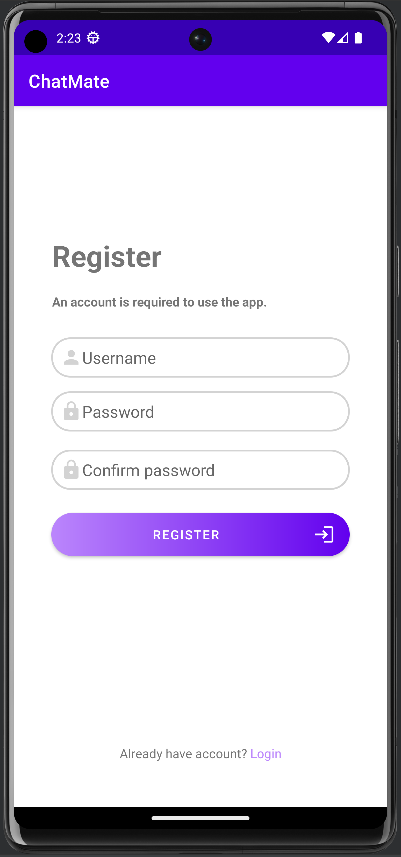 2:23
ChatMate
Register
An account is required to use the app.
Username
Password
Confirm password
REGISTER
Already have account? Login